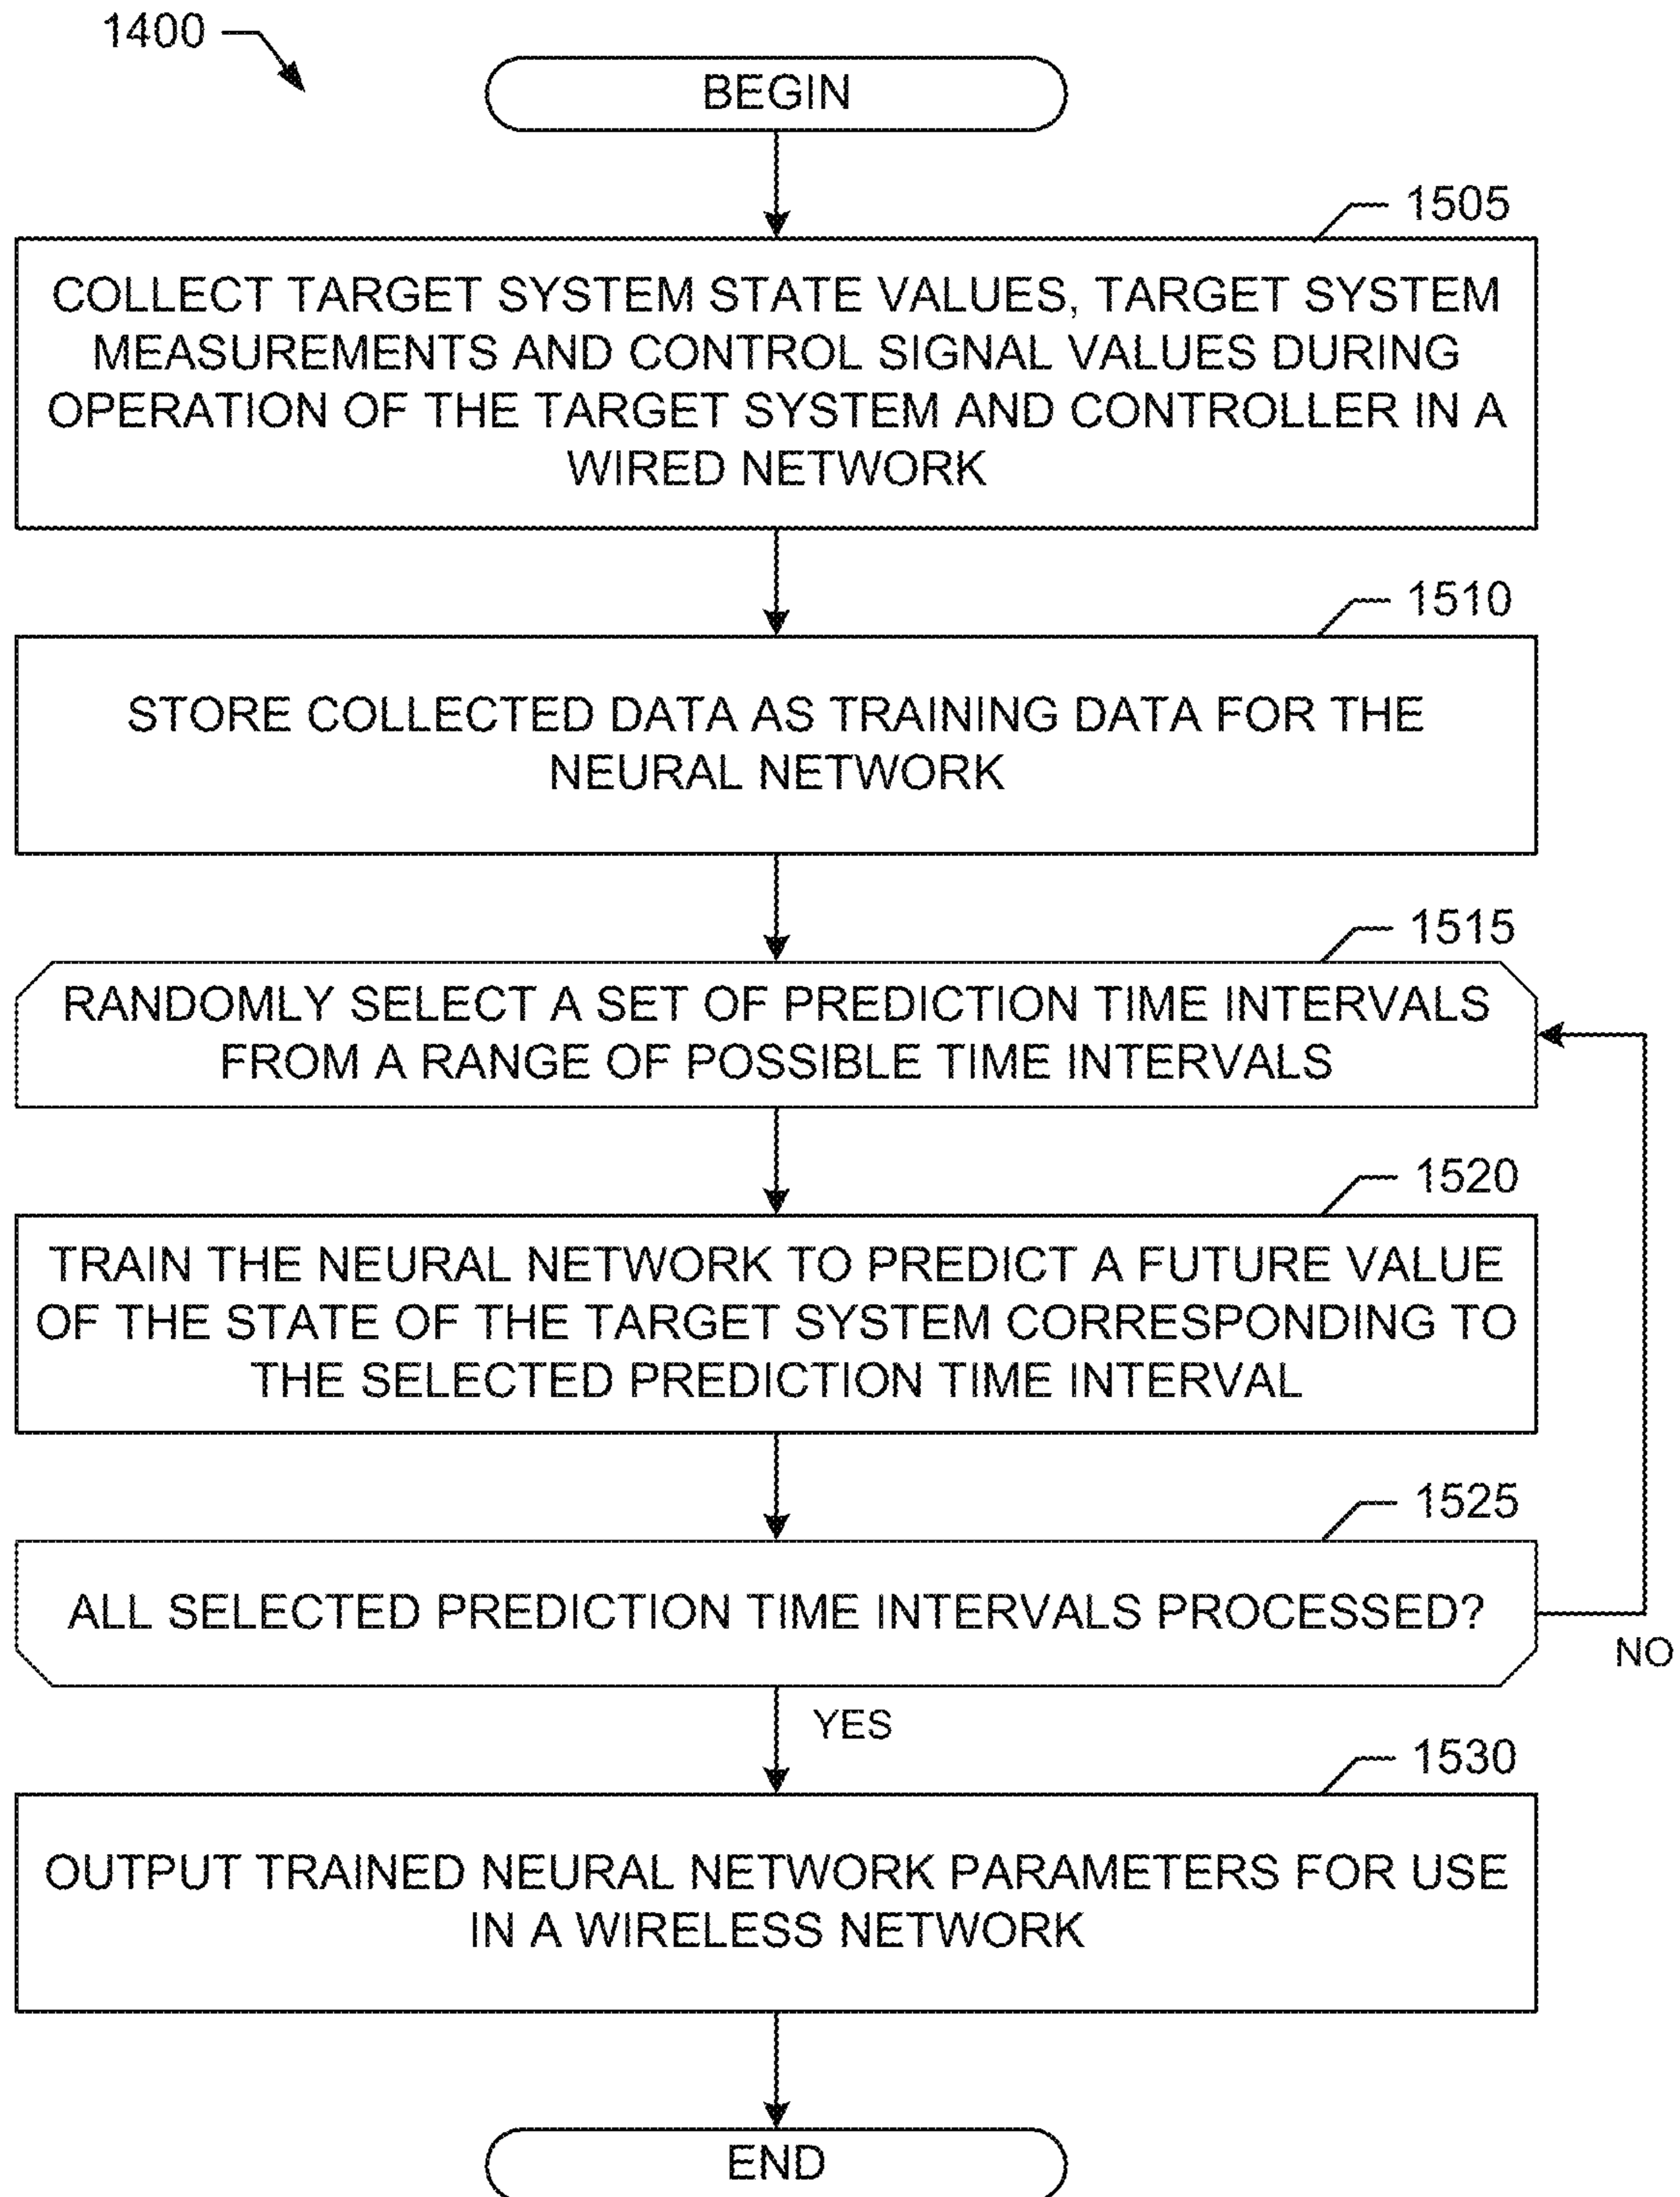 1400
BEGIN
1505
COLLECT TARGET SYSTEM STATE VALUES, TARGET SYSTEM
MEASUREMENTS AND CONTROL SIGNAL VALUES DURING
OPERATION OF THE TARGET SYSTEM AND CONTROLLER IN A
WIRED NETWORK
1510
STORE COLLECTED DATA AS TRAINING DATA FOR THE
NEURAL NETWORK
1515
RANDOMLY SELECT A SET OF PREDICTION TIME INTERVALS
FROM A RANGE OF POSSIBLE TIME INTERVALS
1520
TRAIN THE NEURAL NETWORK TO PREDICT A FUTURE VALUE
OF THE STATE OF THE TARGET SYSTEM CORRESPONDING TO
THE SELECTED PREDICTION TIME INTERVAL
1525
ALL SELECTED PREDICTION TIME INTERVALS PROCESSED?
NO
YES
1530
OUTPUT TRAINED NEURAL NETWORK PARAMETERS FOR USE
IN A WIRELESS NETWORK
END